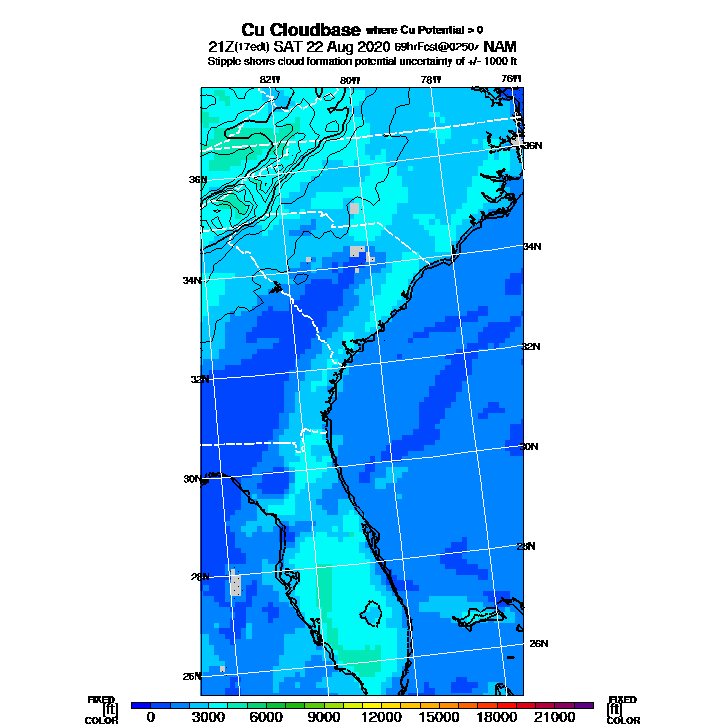 Cu Cloudbase where Cu Potential > 0
21Z(17edt) SAT 22 Aug 2020 69hrFcst@0250z NAM
Stipple shows cloud formation potential uncertainty of +/- 1000 ft
82W 80W 78W 76W
36N
36N
34N
34N
32N
32N
30N
30N
28N
28N
26N
26N
FIXED [ft] COLOR
0 3000 6000 9000 12000 15000 18000 21000
FIXED [ft] COLOR